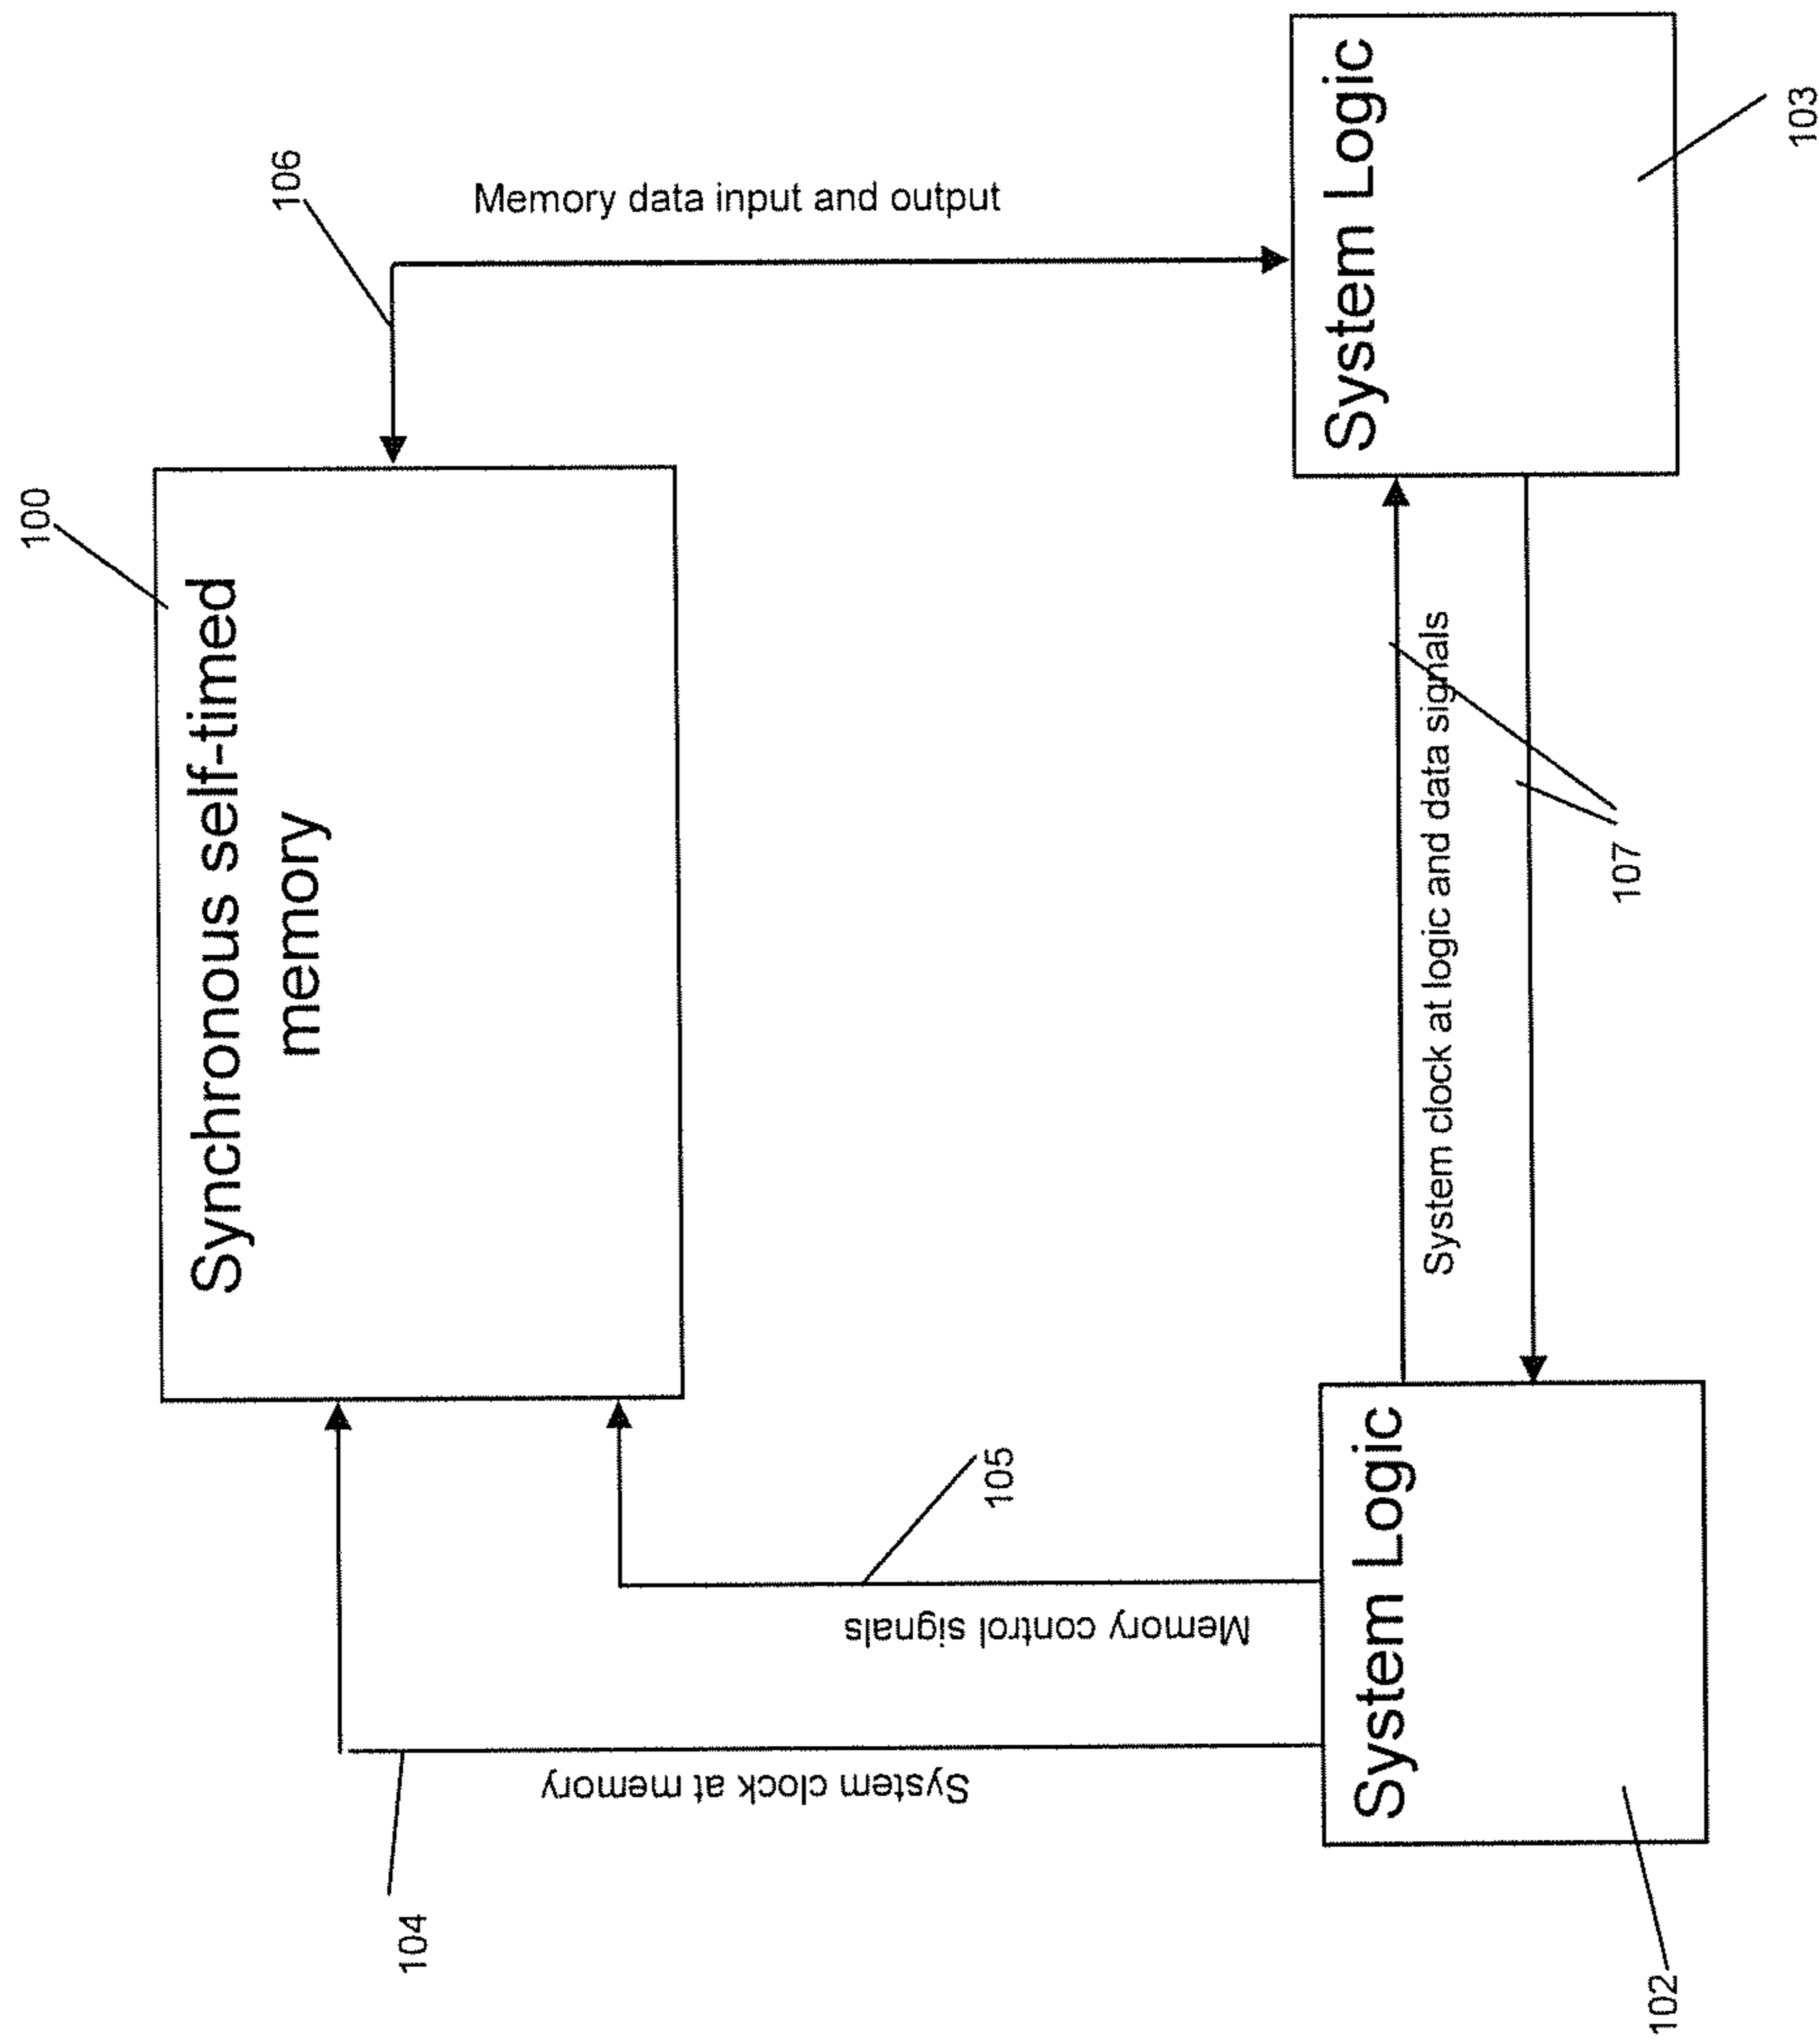 100
Synchronous self-timed
memory
106
Memory data input and output
104
System clock at memory
105
Memory control signals
System Logic
102
System clock at logic and data signals
107
System Logic
103